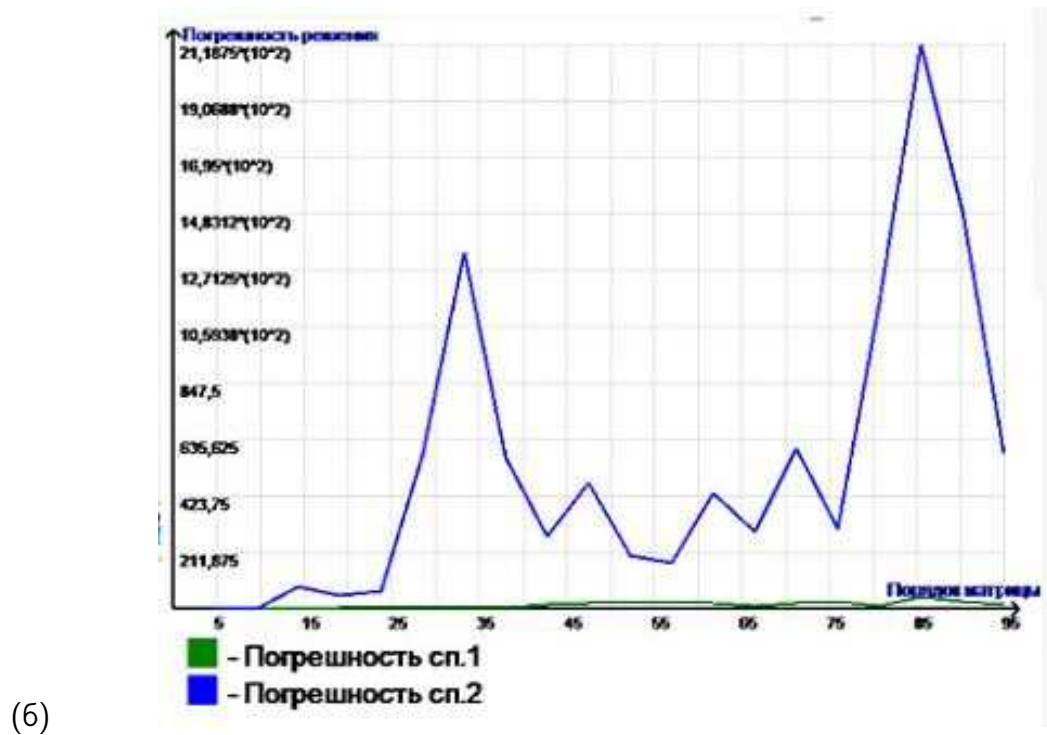 Погрешность решения
21,1875*(10^2)
19,0688*(10^2)
16,95*(10^2)
14,8312*(10^2)
12,7125*(10^2)
10,5938*(10^2)
847,5
635,625
423,75
211,875
Порядок матрицы
5 15 25 35 45 55 65 75 85 95
- Погрешность сп.1
- Погрешность сп.2
(б)